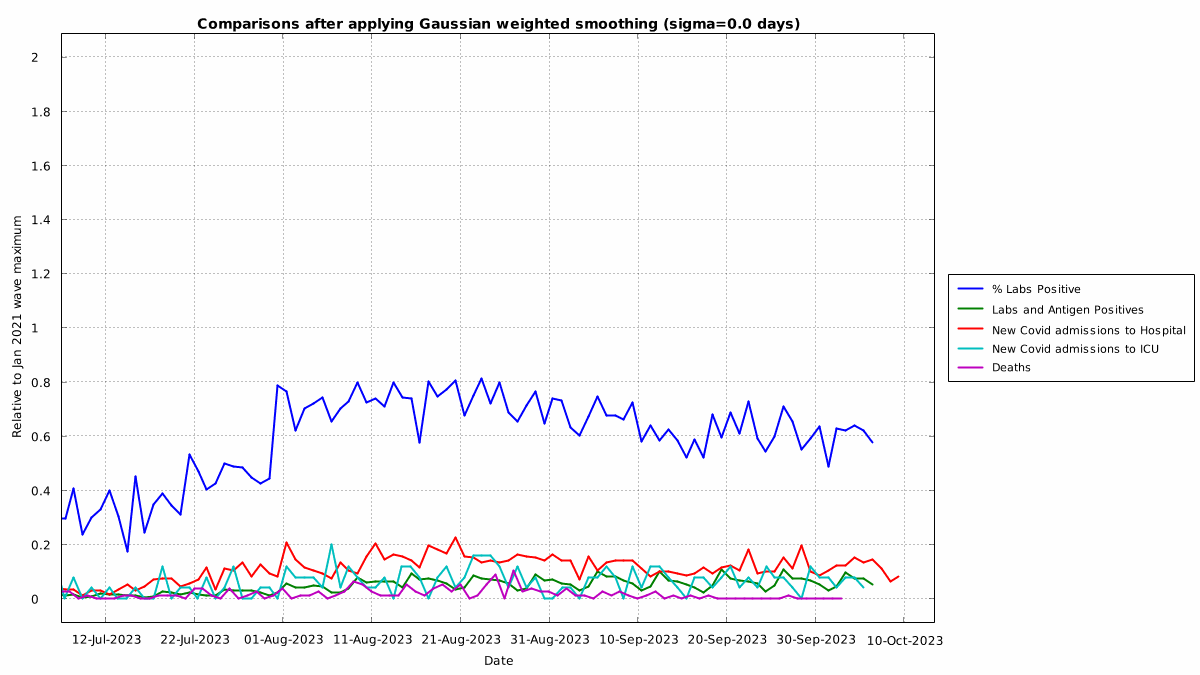 Comparisons after applying Gaussian weighted smoothing (sigma=0.0 days)
2
1.8
1.6
1.4
1.2
1
0.8
0.6
0.4
0.2
0
Relative to Jan 2021 wave maximum
12-Jul-2023 22-Jul-2023 01-Aug-2023 11-Aug-2023 21-Aug-2023 31-Aug-2023 10-Sep-2023 20-Sep-2023 30-Sep-2023 10-Oct-2023
Date
% Labs Positive
Labs and Antigen Positives
New Covid admissions to Hospital
New Covid admissions to ICU
Deaths